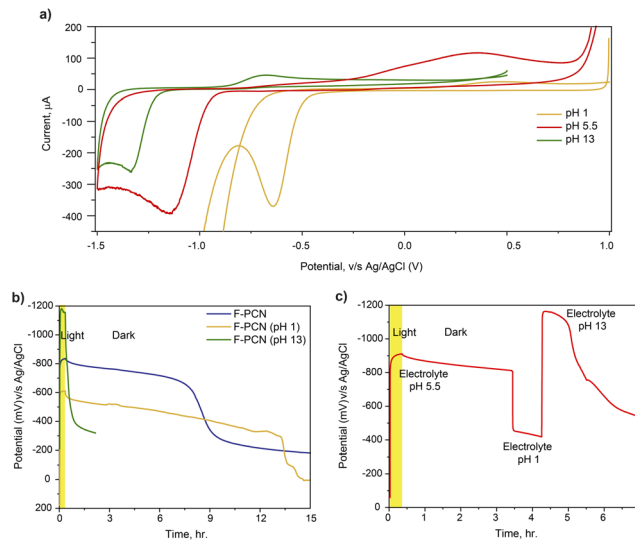 a)
200
100
0
-100
-200
-300
-400
Current, µA
pH 1
pH 5.5
pH 13
-1.5
-1.0
-0.5
0.0
0.5
1.0
Potential, v/s Ag/AgCl (V)
b)
-1200
-1000
-800
-600
-400
-200
0
200
Potential (mV)v/s Ag/AgCl
Light
Dark
F-PCN
F-PCN (pH 1)
F-PCN (pH 13)
0
3
6
9
12
15
Time, hr.
c)
-1200
-1000
-800
-600
-400
-200
0
-200
Potential (mV)v/s Ag/AgCl
Light
Dark
Electrolyte
pH 5.5
Electrolyte
pH 1
Electrolyte
pH 13
0
1
2
3
4
5
6
Time, hr.